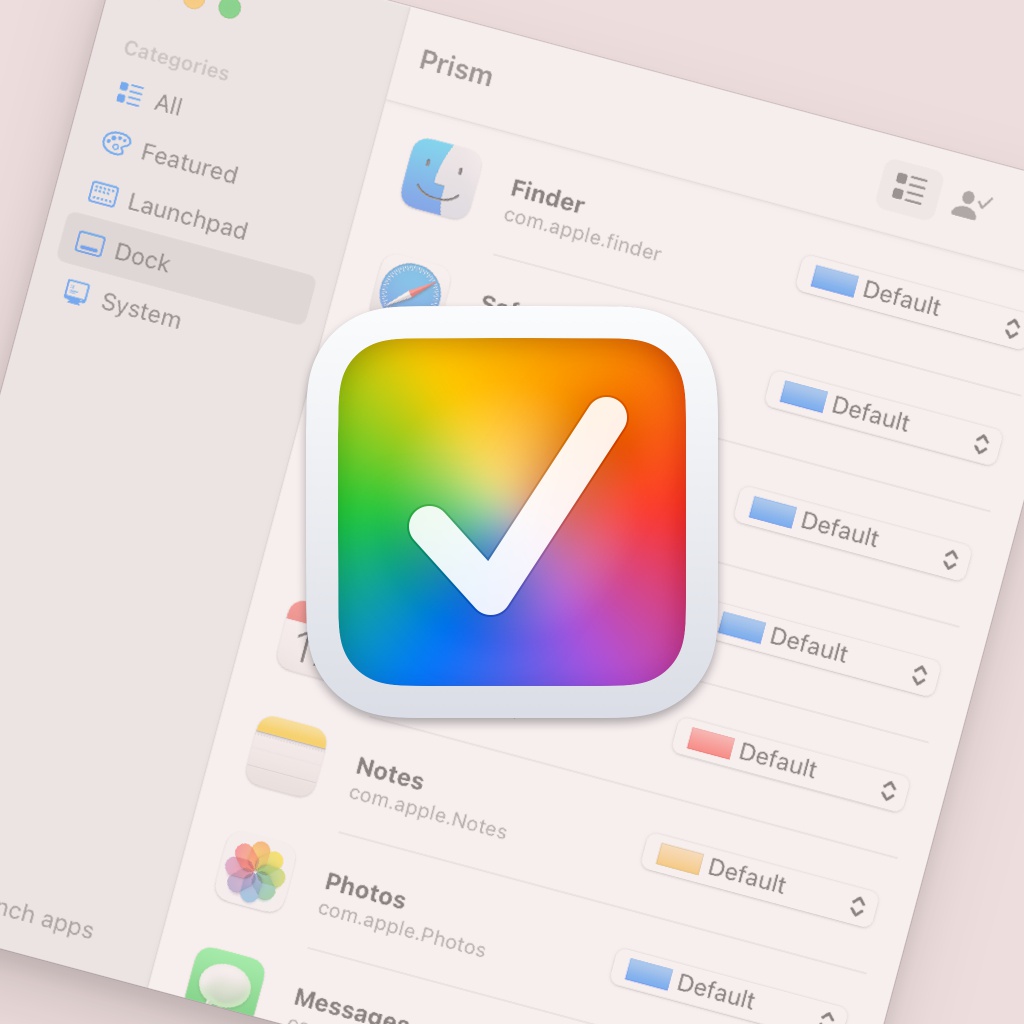 Categories
All
Featured
Launchpad
Dock
System
nch apps
Prism
Finder
com.apple.finder
Default
Default
Default
Default
Default
Notes
com.apple.Notes
Default
Photos
com.apple.Photos
Default
Messages